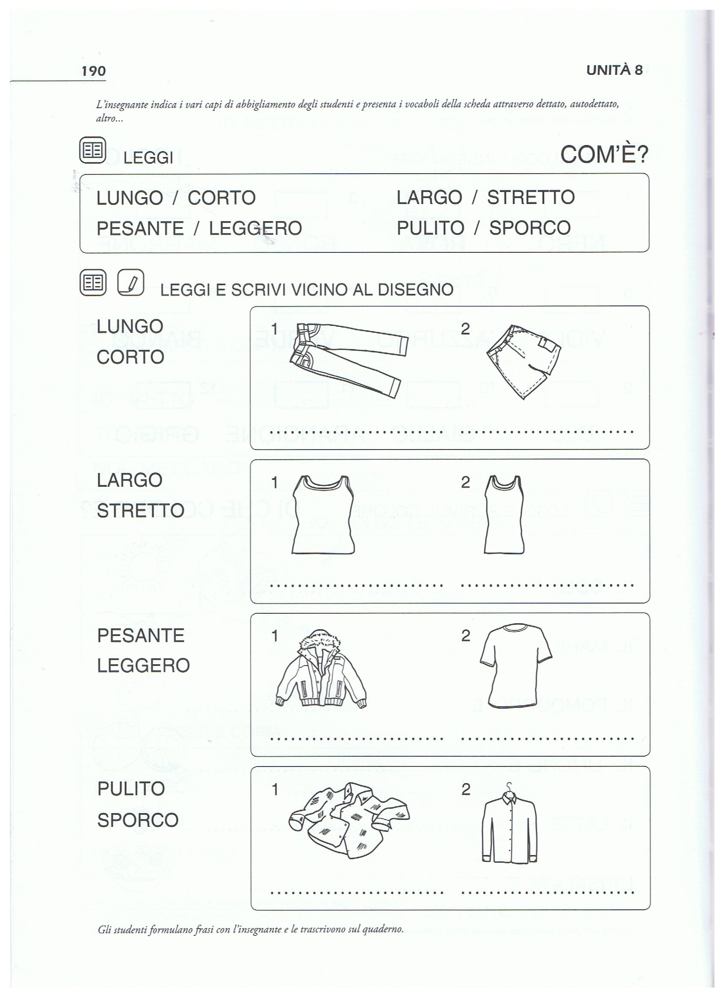 190
UNITÀ 8
L'insegnante indica i vari capi di abbigliamento degli studenti e presenta i vocaboli della scheda attraverso dettato, autodettato,
altro...
LEGGI
COM'È?
LUNGO / CORTO
LARGO / STRETTO
PESANTE / LEGGERO
PULITO / SPORCO
LEGGI E SCRIVI VICINO AL DISEGNO
LUNGO
CORTO
1
2
LARGO
STRETTO
1
2
PESANTE
LEGGERO
1
2
PULITO
SPORCO
1
2
Gli studenti formulano frasi con l'insegnante e le trascrivono sul quaderno.